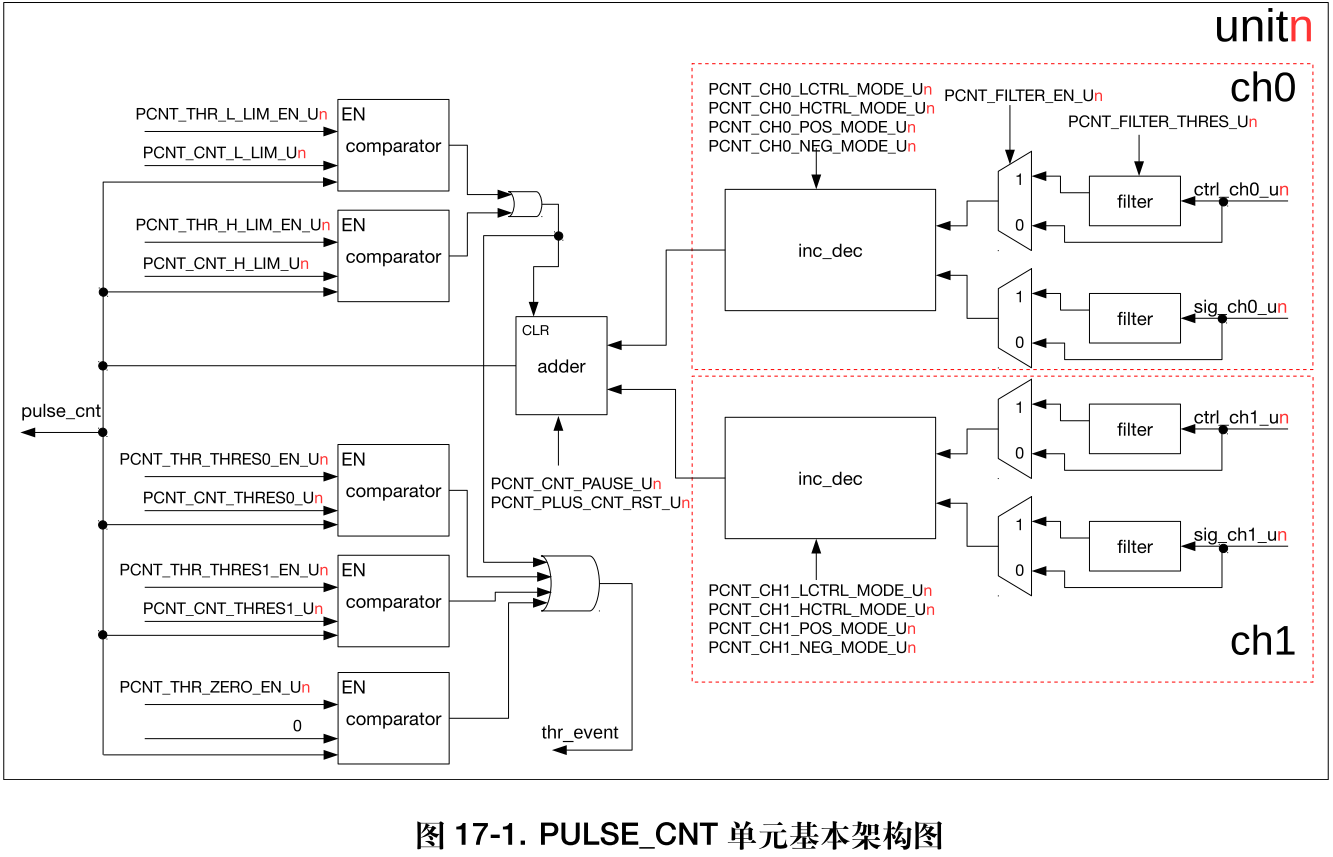 unitn
ch0
PCNT_CH0_LCTRL_MODE_Un
PCNT_CH0_HCTRL_MODE_Un
PCNT_CH0_POS_MODE_Un
PCNT_CH0_NEG_MODE_Un
PCNT_FILTER_EN_Un
PCNT_FILTER_THRES_Un
PCNT_THR_L_LIM_EN_Un
PCNT_CNT_L_LIM_Un
EN
comparator
PCNT_THR_H_LIM_EN_Un
PCNT_CNT_H_LIM_Un
EN
comparator
inc_dec
1
0
filter
ctrl_ch0_un
1
0
filter
sig_ch0_un
CLR
adder
pulse_cnt
PCNT_CNT_PAUSE_Un
PCNT_PLUS_CNT_RST_Un
inc_dec
1
0
filter
ctrl_ch1_un
1
0
filter
sig_ch1_un
PCNT_CH1_LCTRL_MODE_Un
PCNT_CH1_HCTRL_MODE_Un
PCNT_CH1_POS_MODE_Un
PCNT_CH1_NEG_MODE_Un
ch1
PCNT_THR_THRES0_EN_Un
PCNT_CNT_THRES0_Un
EN
comparator
PCNT_THR_THRES1_EN_Un
PCNT_CNT_THRES1_Un
EN
comparator
PCNT_THR_ZERO_EN_Un
0
EN
comparator
thr_event
图 17-1. PULSE_CNT 单元基本架构图